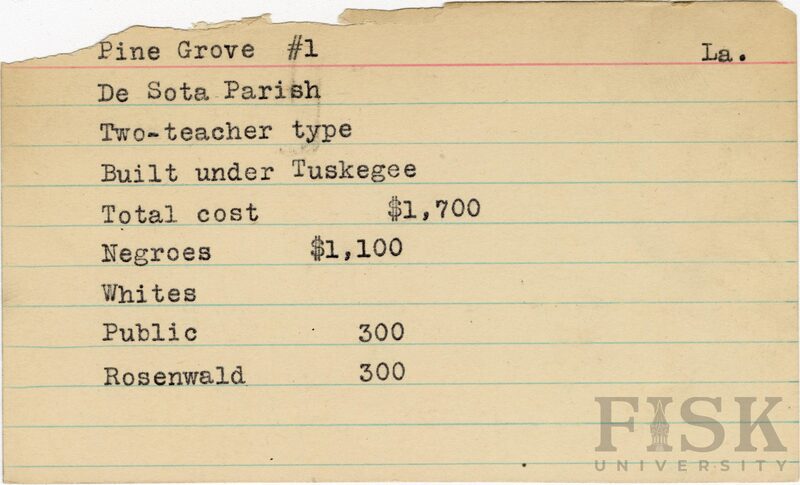 Pine Grove #1 La.
De Sota Parish
Two-teacher type
Built under Tuskegee
Total cost $1,700
Negroes $1,100
Whites
Public 300
Rosenwald 300
FISK
UNIVERSITY